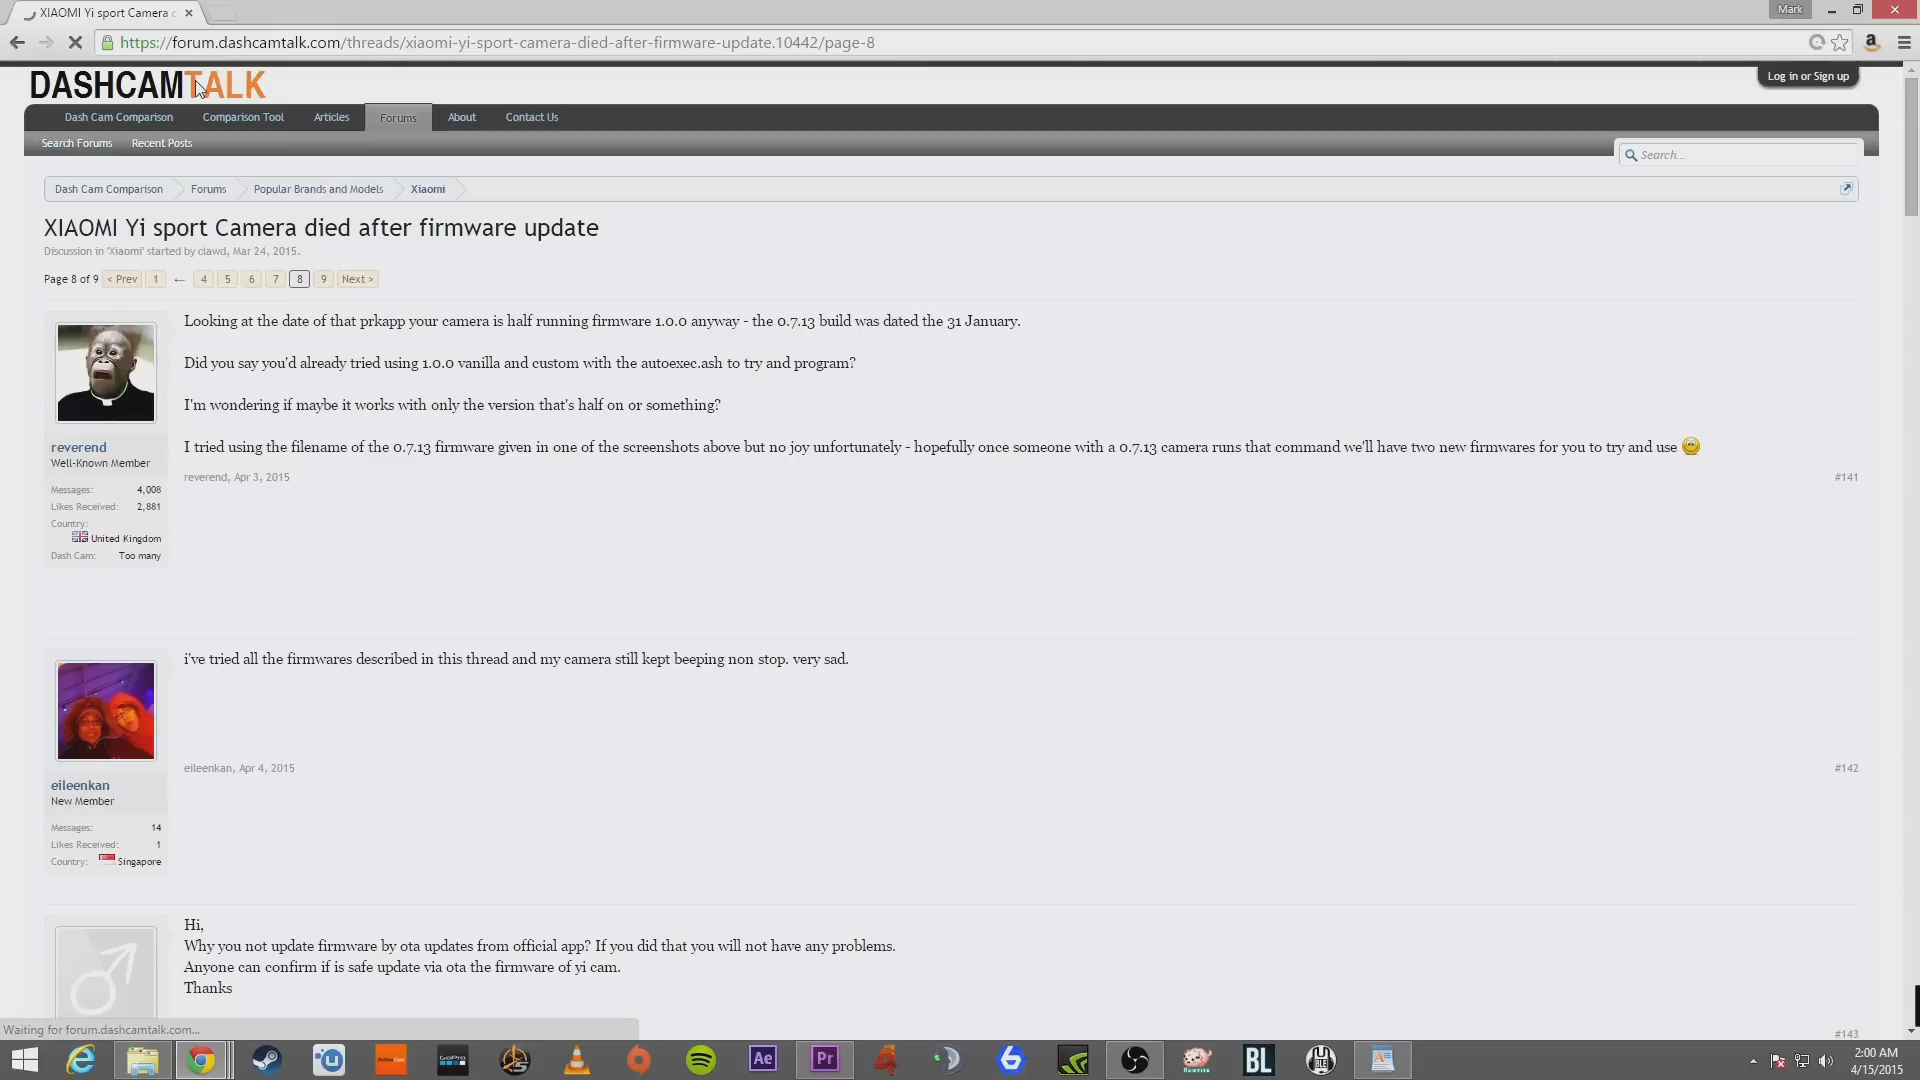 XIAOMI Yi sport Camera
Mark
https://forum.dashcamtalk.com/threads/xiaomi-yi-sport-camera-died-after-firmware-update.10442/page-8
DASHCAMTALK
Log in or Sign up
Dash Cam Comparison Comparison Tool Articles Forums About Contact Us
Search Forums Recent Posts
Search...
Dash Cam Comparison Forums Popular Brands and Models Xiaomi
XIAOMI Yi sport Camera died after firmware update
Discussion in 'Xiaomi' started by clawd, Mar 24, 2015.
Page 8 of 9 < Prev 1 ← 4 5 6 7 8 9 Next >
Looking at the date of that prkapp your camera is half running firmware 1.0.0 anyway - the 0.7.13 build was dated the 31 January.
Did you say you'd already tried using 1.0.0 vanilla and custom with the autoexec.ash to try and program?
I'm wondering if maybe it works with only the version that's half on or something?
I tried using the filename of the 0.7.13 firmware given in one of the screenshots above but no joy unfortunately - hopefully once someone with a 0.7.13 camera runs that command we'll have two new firmwares for you to try and use
reverend, Apr 3, 2015 #141
reverend
Well-Known Member
Messages: 4,008
Likes Received: 2,881
Country:
United Kingdom
Dash Cam: Too many
i've tried all the firmwares described in this thread and my camera still kept beeping non stop. very sad.
eileenkan, Apr 4, 2015 #142
eileenkan
New Member
Messages: 14
Likes Received: 1
Country: Singapore
Hi,
Why you not update firmware by ota updates from official app? If you did that you will not have any problems.
Anyone can confirm if is safe update via ota the firmware of yi cam.
Thanks
#143
Waiting for forum.dashcamtalk.com...
GoPro Ae Pr BL
2:00 AM
4/15/2015